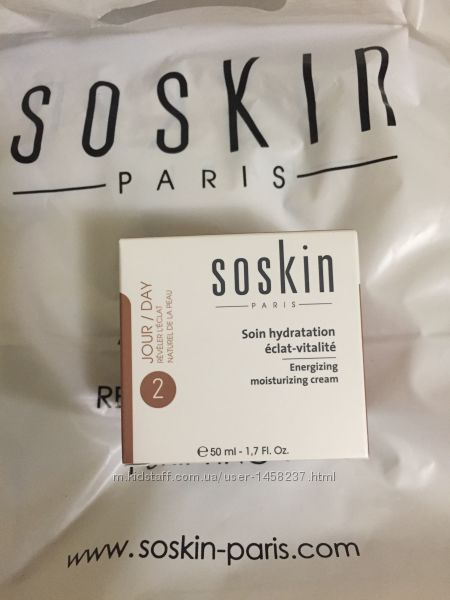 SOSKIN
PARIS
soskin
PARIS
JOUR / DAY
RÉVÉLER L'ÉCLAT
NATUREL DE LA PEAU
2
Soin hydratation
éclat-vitalité
Energizing
moisturizing cream
℮ 50 ml - 1,7 Fl. Oz.
m.kidstaff.com.ua/user-1458237.html
www.soskin-paris.com